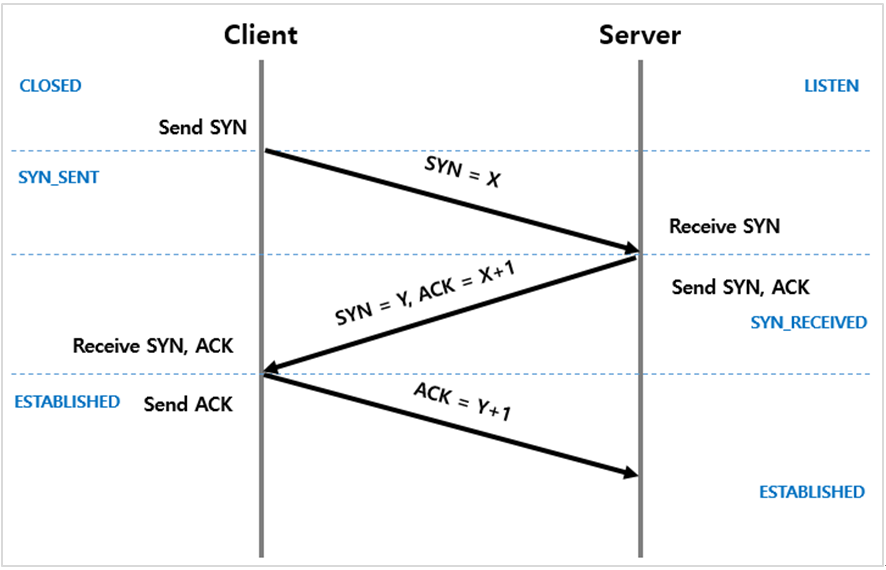 Client
Server
CLOSED
LISTEN
Send SYN
SYN_SENT
SYN = X
Receive SYN
SYN = Y, ACK = X+1
Send SYN, ACK
SYN_RECEIVED
Receive SYN, ACK
ESTABLISHED
Send ACK
ACK = Y+1
ESTABLISHED